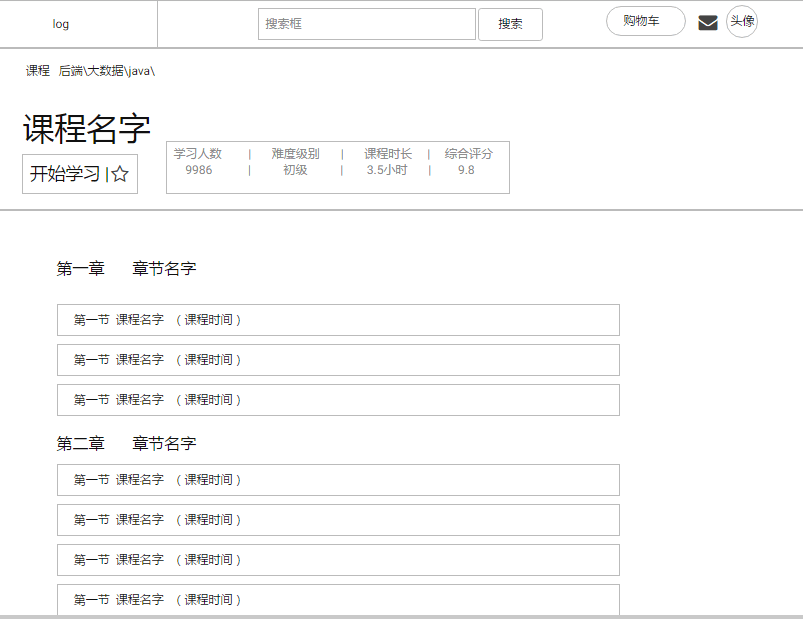 log
搜索框
搜索
购物车
头像
课程 后端\大数据\java\
课程名字
开始学习 |
学习人数 | 难度级别 | 课程时长 | 综合评分
9986 | 初级 | 3.5小时 | 9.8
第一章 章节名字
第一节 课程名字 （课程时间）
第一节 课程名字 （课程时间）
第一节 课程名字 （课程时间）
第二章 章节名字
第一节 课程名字 （课程时间）
第一节 课程名字 （课程时间）
第一节 课程名字 （课程时间）
第一节 课程名字 （课程时间）